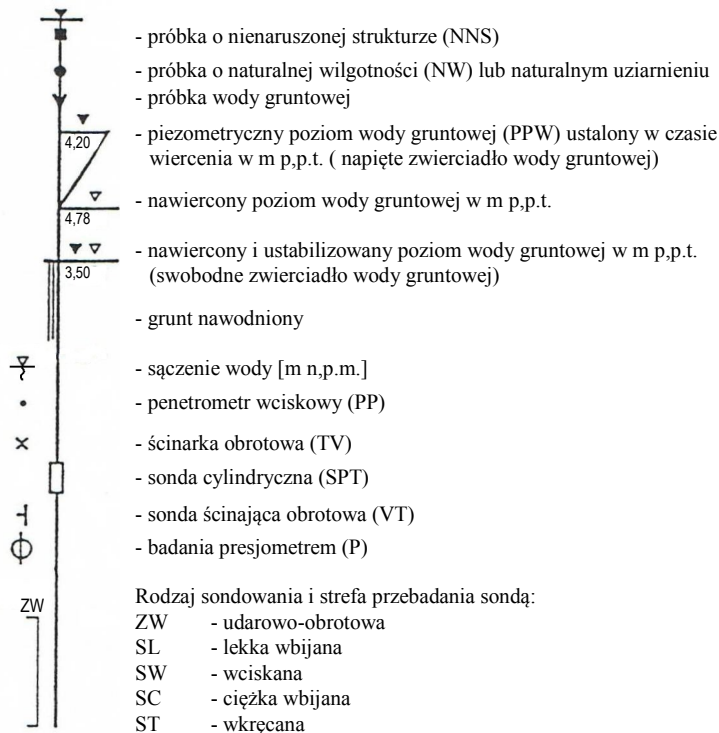 - próbka o nienaruszonej strukturze (NNS)
- próbka o naturalnej wilgotności (NW) lub naturalnym uziarnieniu
- próbka wody gruntowej
4,20
- piezometryczny poziom wody gruntowej (PPW) ustalony w czasie
wiercenia w m p,p.t. ( napięte zwierciadło wody gruntowej)
- nawiercony poziom wody gruntowej w m p,p.t.
4,78
- nawiercony i ustabilizowany poziom wody gruntowej w m p,p.t.
3,50
(swobodne zwierciadło wody gruntowej)
- grunt nawodniony
- sączenie wody [m n,p.m.]
- penetrometr wciskowy (PP)
- ścinarka obrotowa (TV)
- sonda cylindryczna (SPT)
- sonda ścinająca obrotowa (VT)
- badania presjometrem (P)
Rodzaj sondowania i strefa przebadania sondą:
ZW
ZW - udarowo-obrotowa
SL - lekka wbijana
SW - wciskana
SC - ciężka wbijana
ST - wkręcana